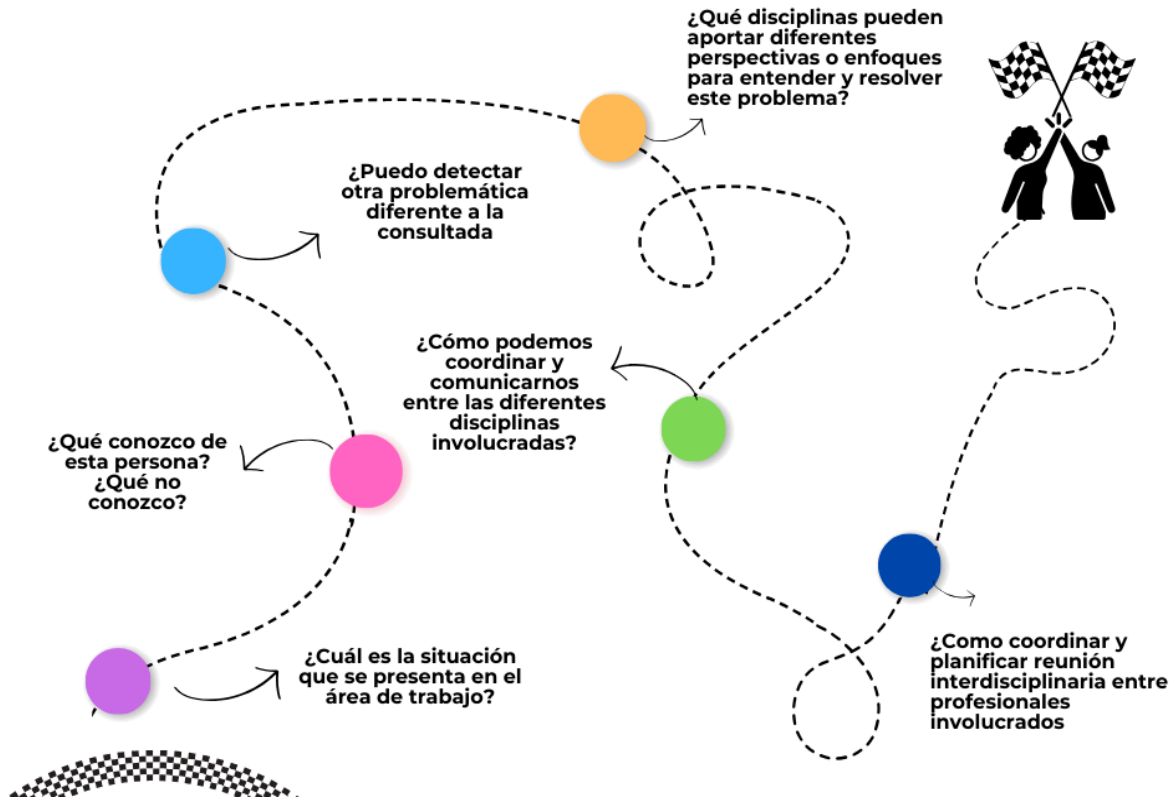 ¿Qué disciplinas pueden
aportar diferentes
perspectivas o enfoques
para entender y resolver
este problema?
¿Puedo detectar
otra problemática
diferente a la
consultada
¿Cómo podemos
coordinar y
comunicarnos
entre las diferentes
disciplinas
involucradas?
¿Qué conozco de
esta persona?
¿Qué no
conozco?
¿Cuál es la situación
que se presenta en el
área de trabajo?
¿Como coordinar y
planificar reunión
interdisciplinaria entre
profesionales
involucrados